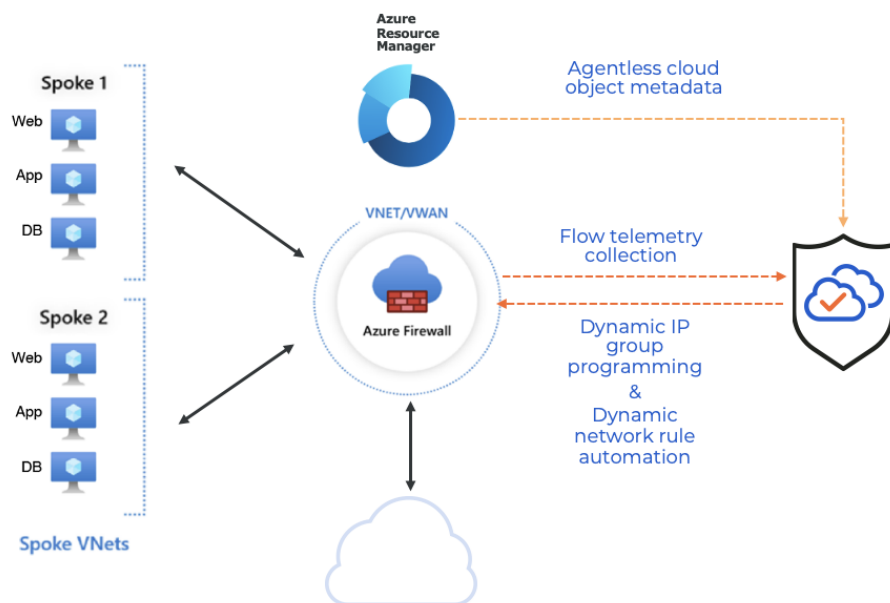 Azure
Resource
Manager
Agentless cloud
object metadata
Spoke 1
Web
App
DB
VNET/VWAN
Azure Firewall
Flow telemetry
collection
Dynamic IP
group
programming
&
Dynamic
network rule
automation
Spoke 2
Web
App
DB
Spoke VNets